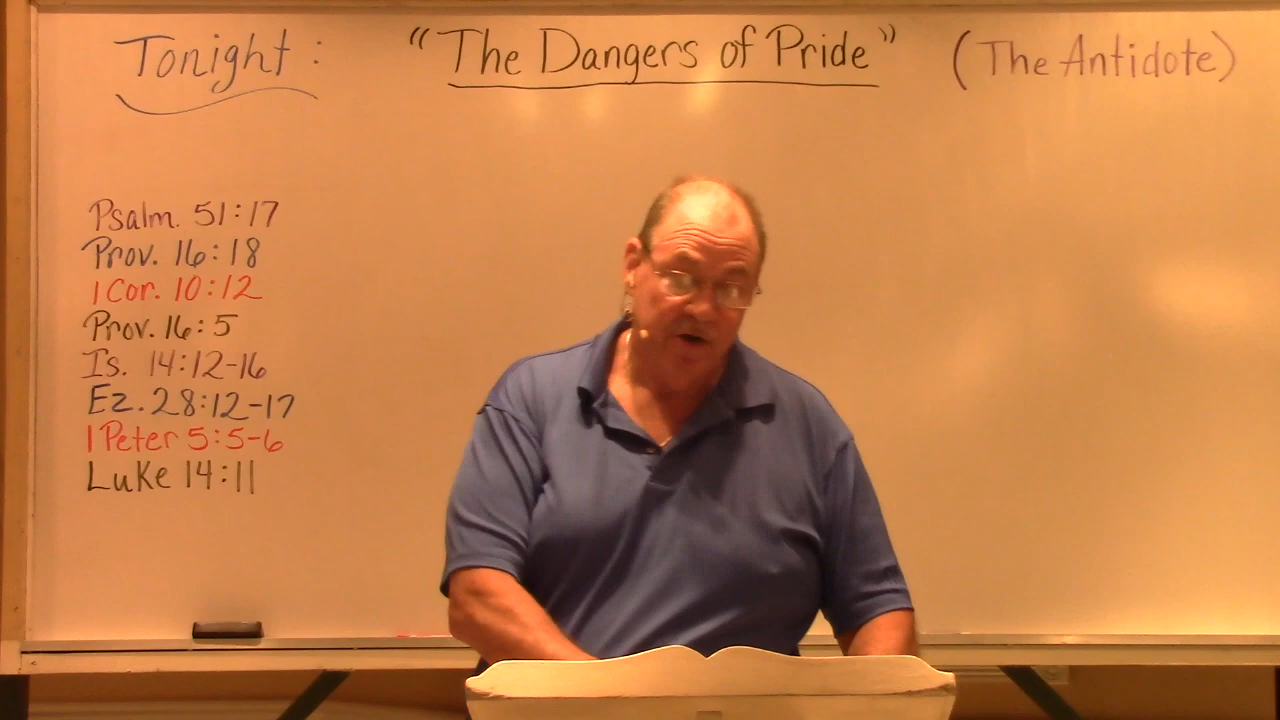 Tonight: "The Dangers of Pride" (The Antidote)
Psalm. 51:17
Prov. 16:18
1 Cor. 10:12
Prov. 16:5
Is. 14:12-16
Ez. 28:12-17
1 Peter 5:5-6
Luke 14:11